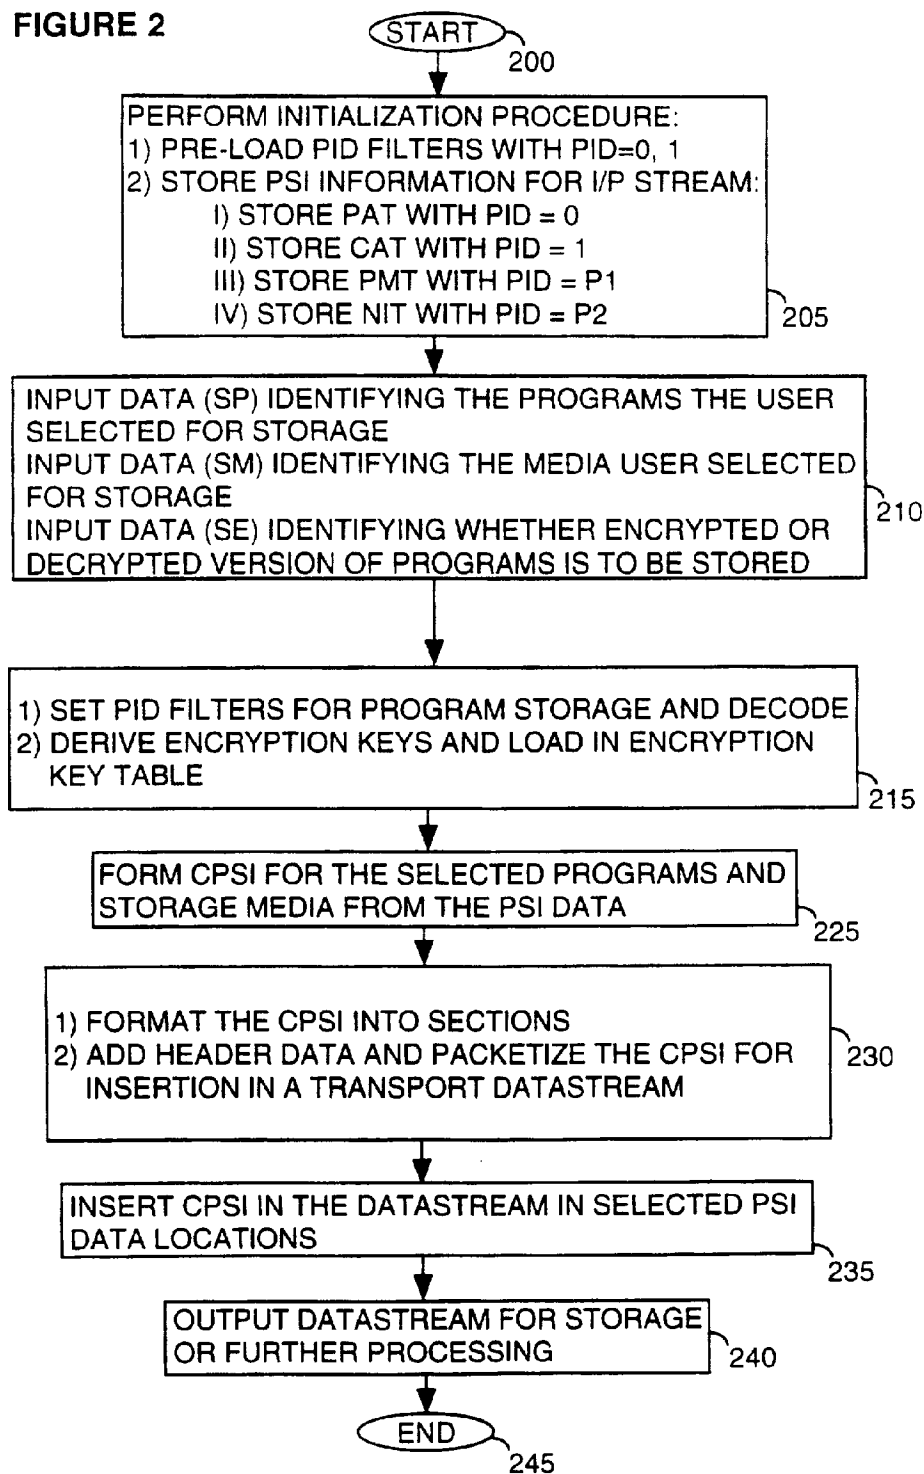 FIGURE 2
START
200
PERFORM INITIALIZATION PROCEDURE:
1) PRE-LOAD PID FILTERS WITH PID=0, 1
2) STORE PSI INFORMATION FOR I/P STREAM:
I) STORE PAT WITH PID = 0
II) STORE CAT WITH PID = 1
III) STORE PMT WITH PID = P1
IV) STORE NIT WITH PID = P2
205
INPUT DATA (SP) IDENTIFYING THE PROGRAMS THE USER
SELECTED FOR STORAGE
INPUT DATA (SM) IDENTIFYING THE MEDIA USER SELECTED
FOR STORAGE
INPUT DATA (SE) IDENTIFYING WHETHER ENCRYPTED OR
DECRYPTED VERSION OF PROGRAMS IS TO BE STORED
210
1) SET PID FILTERS FOR PROGRAM STORAGE AND DECODE
2) DERIVE ENCRYPTION KEYS AND LOAD IN ENCRYPTION
KEY TABLE
215
FORM CPSI FOR THE SELECTED PROGRAMS AND
STORAGE MEDIA FROM THE PSI DATA
225
1) FORMAT THE CPSI INTO SECTIONS
2) ADD HEADER DATA AND PACKETIZE THE CPSI FOR
INSERTION IN A TRANSPORT DATASTREAM
230
INSERT CPSI IN THE DATASTREAM IN SELECTED PSI
DATA LOCATIONS
235
OUTPUT DATASTREAM FOR STORAGE
OR FURTHER PROCESSING
240
END
245